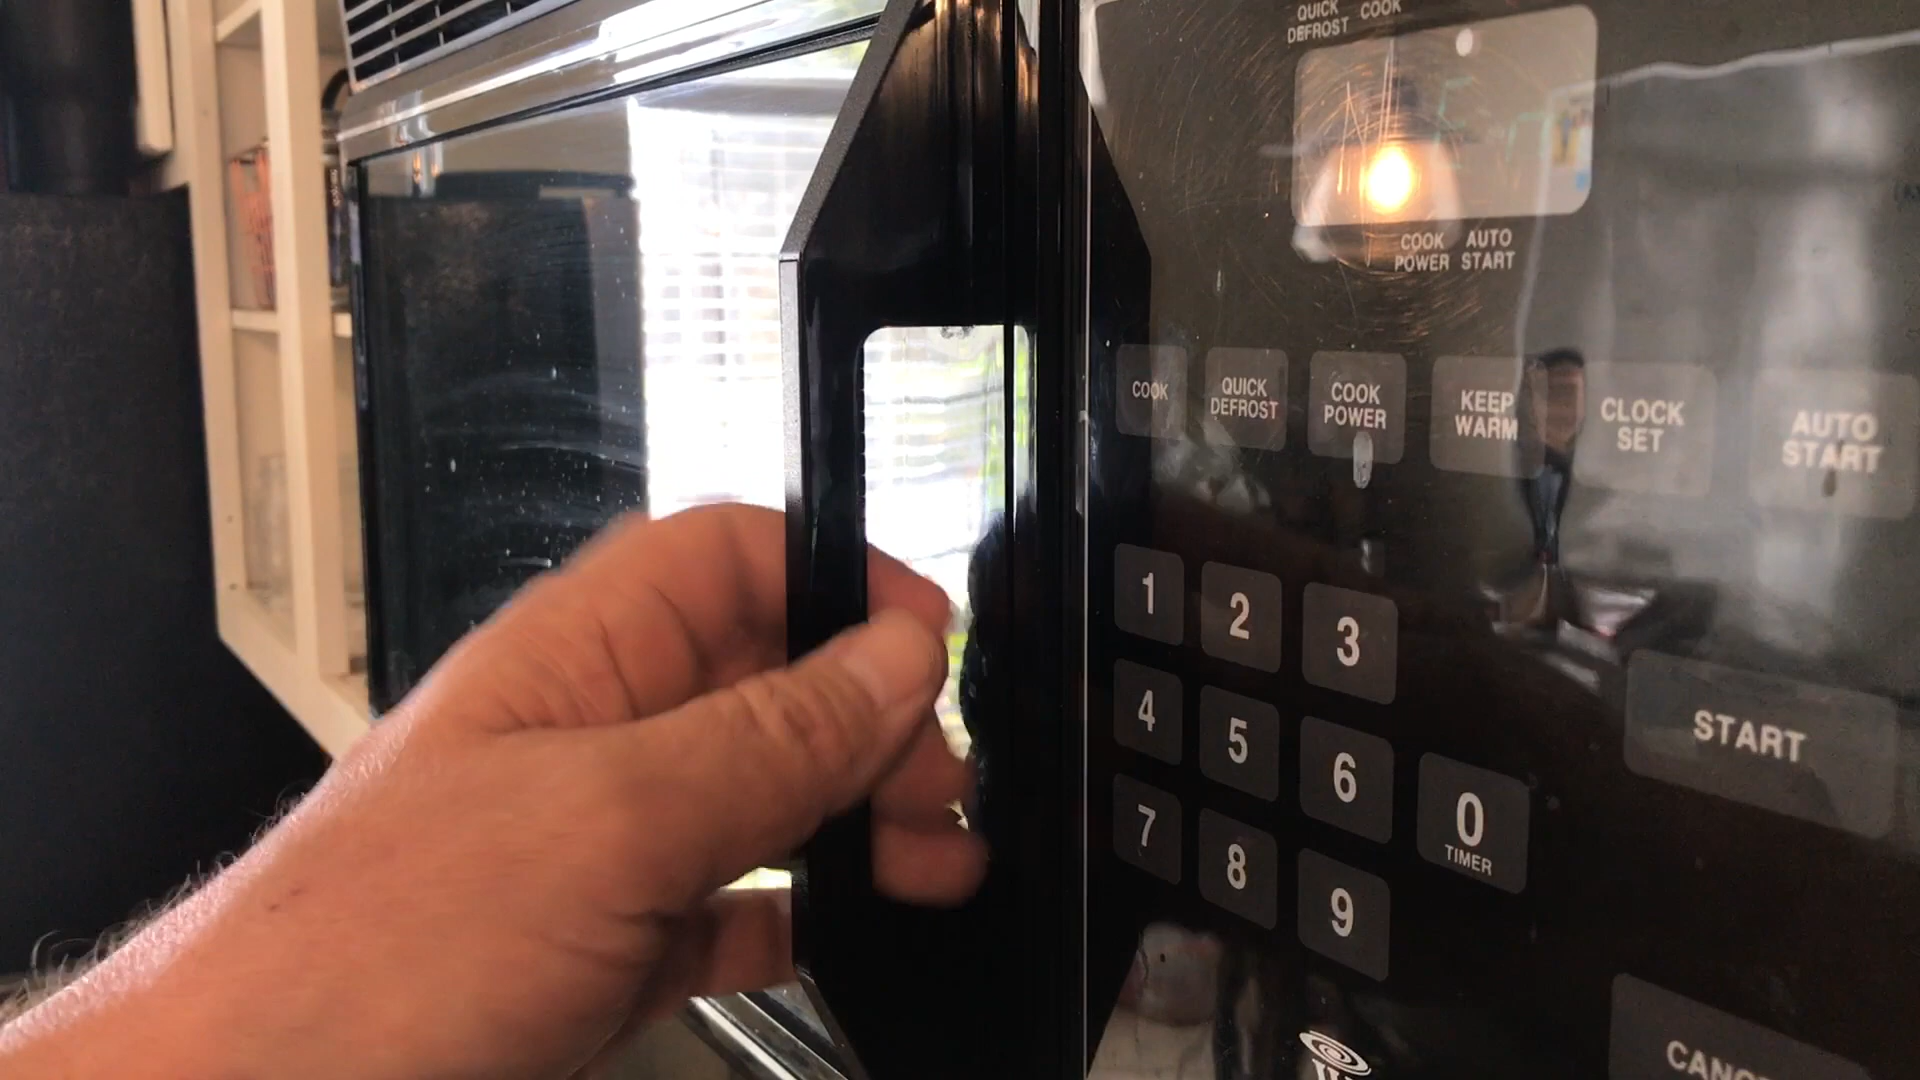 QUICK
DEFROST
COOK
COOK
POWER
AUTO
START
COOK
QUICK
DEFROST
COOK
POWER
KEEP
WARM
CLOCK
SET
AUTO
START
1
2
3
4
5
6
7
8
9
0
TIMER
START